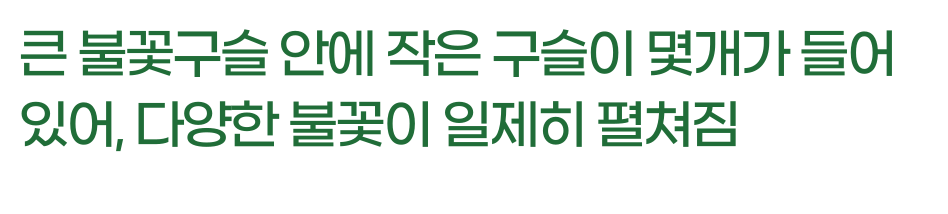 큰 불꽃구슬 안에 작은 구슬이 몇개가 들어
있어, 다양한 불꽃이 일제히 펼쳐짐